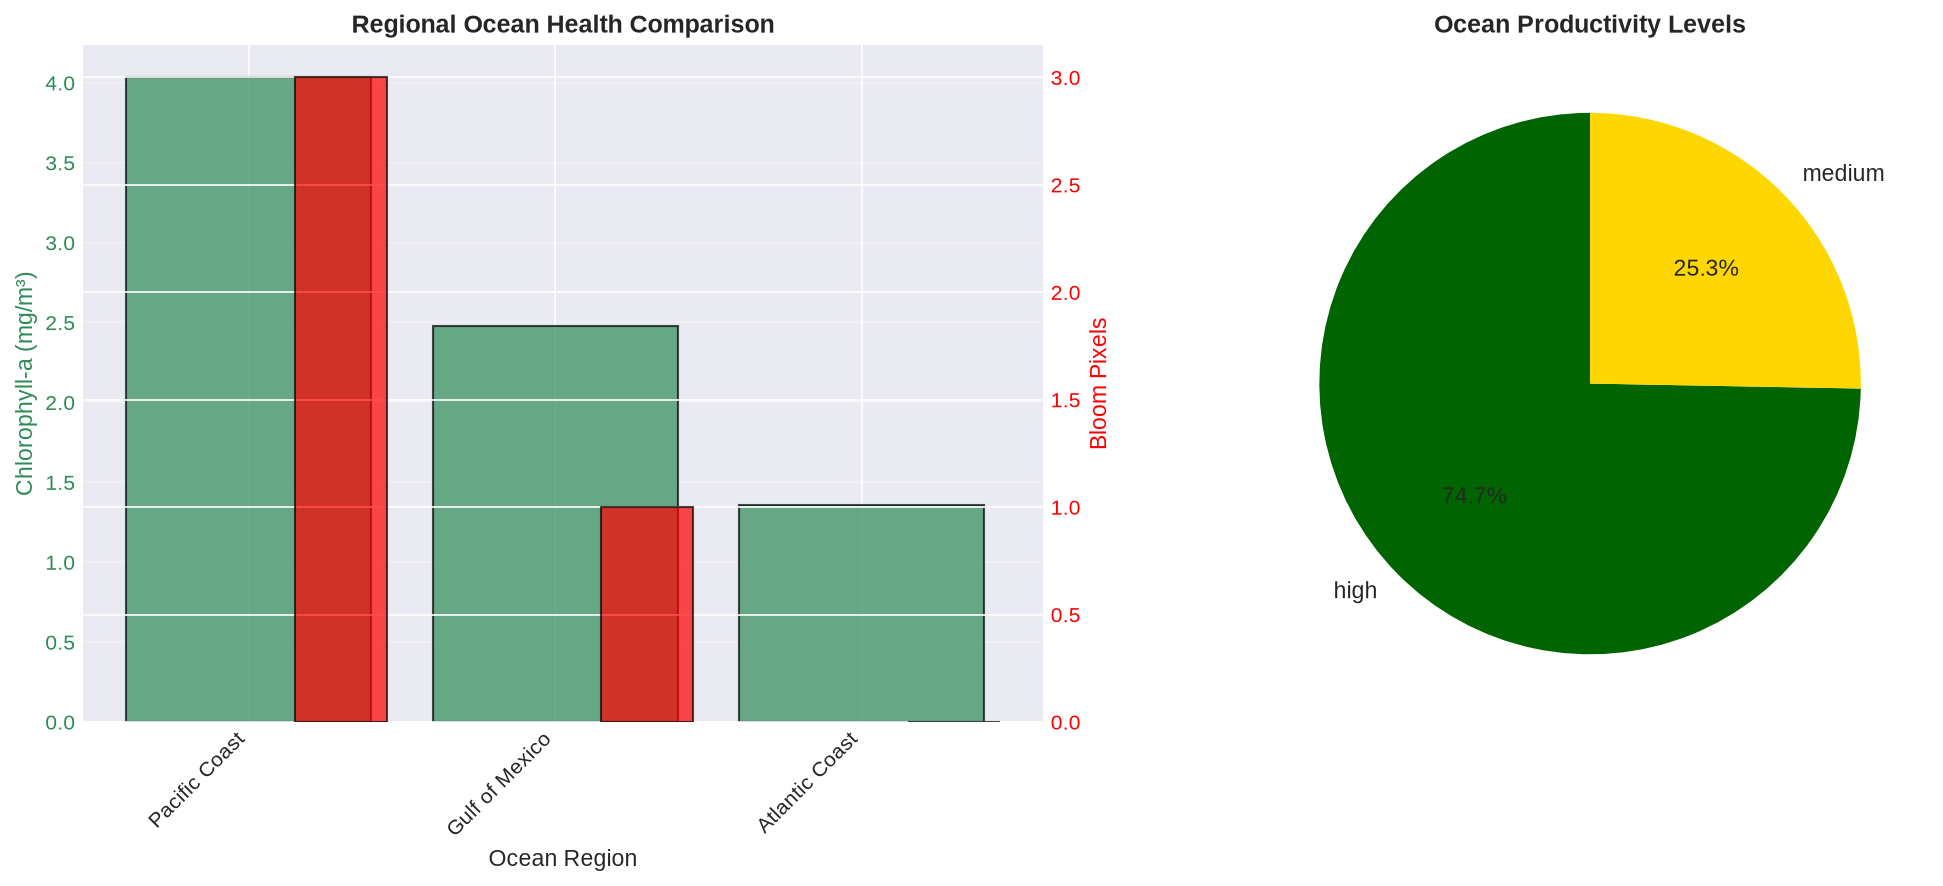 Regional Ocean Health Comparison
Chlorophyll-a (mg/m³)
4.0
3.5
3.0
2.5
2.0
1.5
1.0
0.5
0.0
Bloom Pixels
3.0
2.5
2.0
1.5
1.0
0.5
0.0
Pacific Coast
Gulf of Mexico
Atlantic Coast
Ocean Region
Ocean Productivity Levels
medium
25.3%
74.7%
high